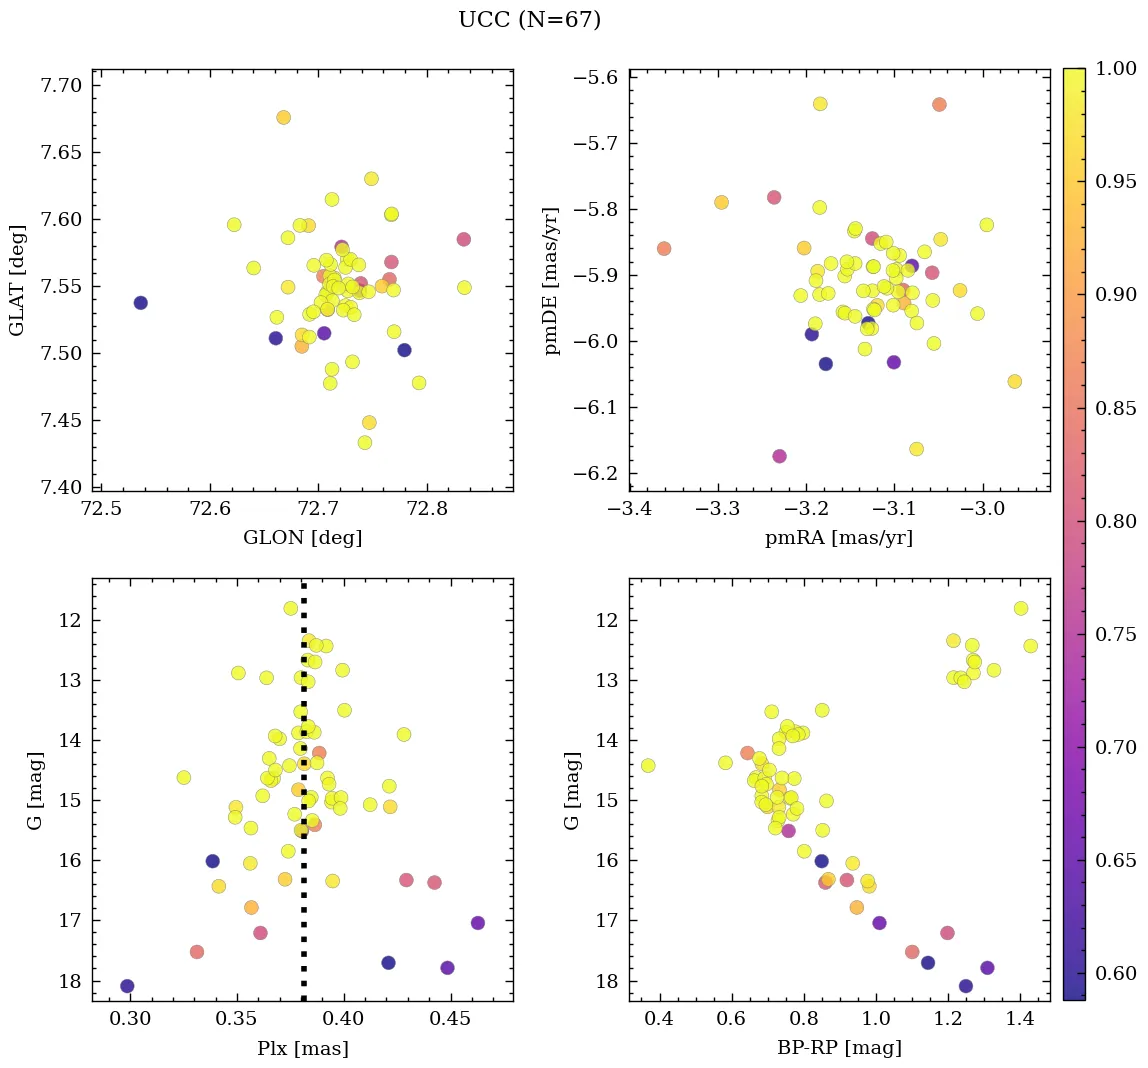 UCC (N=67)
7.70
7.65
7.60
7.55
7.50
7.45
7.40
GLAT [deg]
72.5 72.6 72.7 72.8
GLON [deg]
−5.6
−5.7
−5.8
−5.9
−6.0
−6.1
−6.2
pmDE [mas/yr]
−3.4 −3.3 −3.2 −3.1 −3.0
pmRA [mas/yr]
12
13
14
15
16
17
18
G [mag]
0.30 0.35 0.40 0.45
Plx [mas]
12
13
14
15
16
17
18
G [mag]
0.4 0.6 0.8 1.0 1.2 1.4
BP-RP [mag]
1.00
0.95
0.90
0.85
0.80
0.75
0.70
0.65
0.60